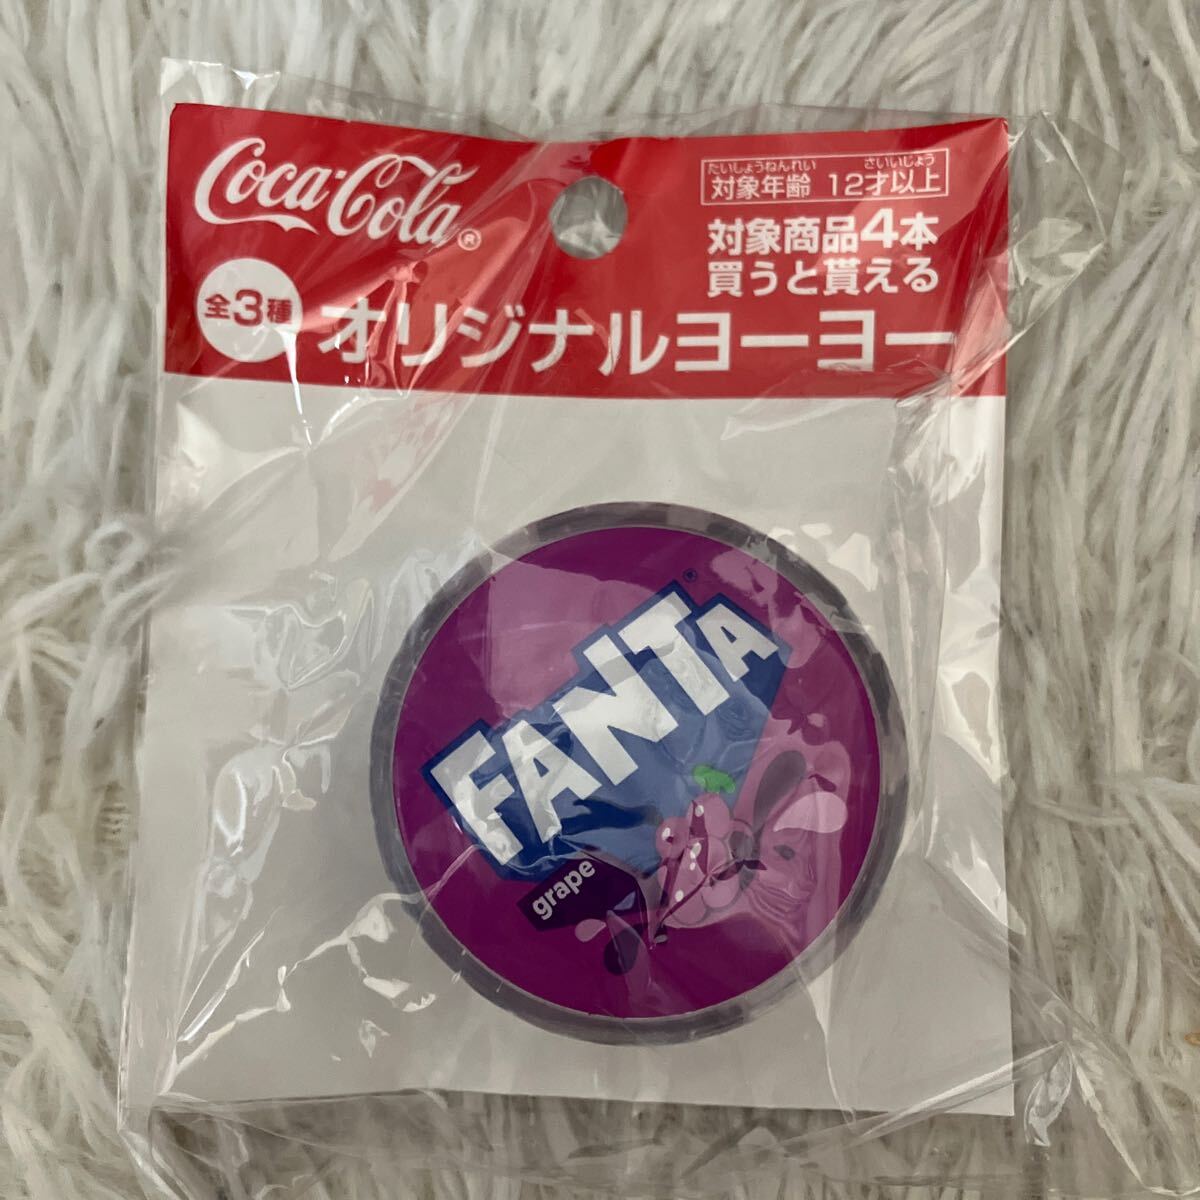 Coca-Cola®
たいしょうねんれい さいいじょう
対象年齢 12才以上
対象商品4本
買うと貰える
全3種
オリジナルヨーヨー
FANTA®
grape